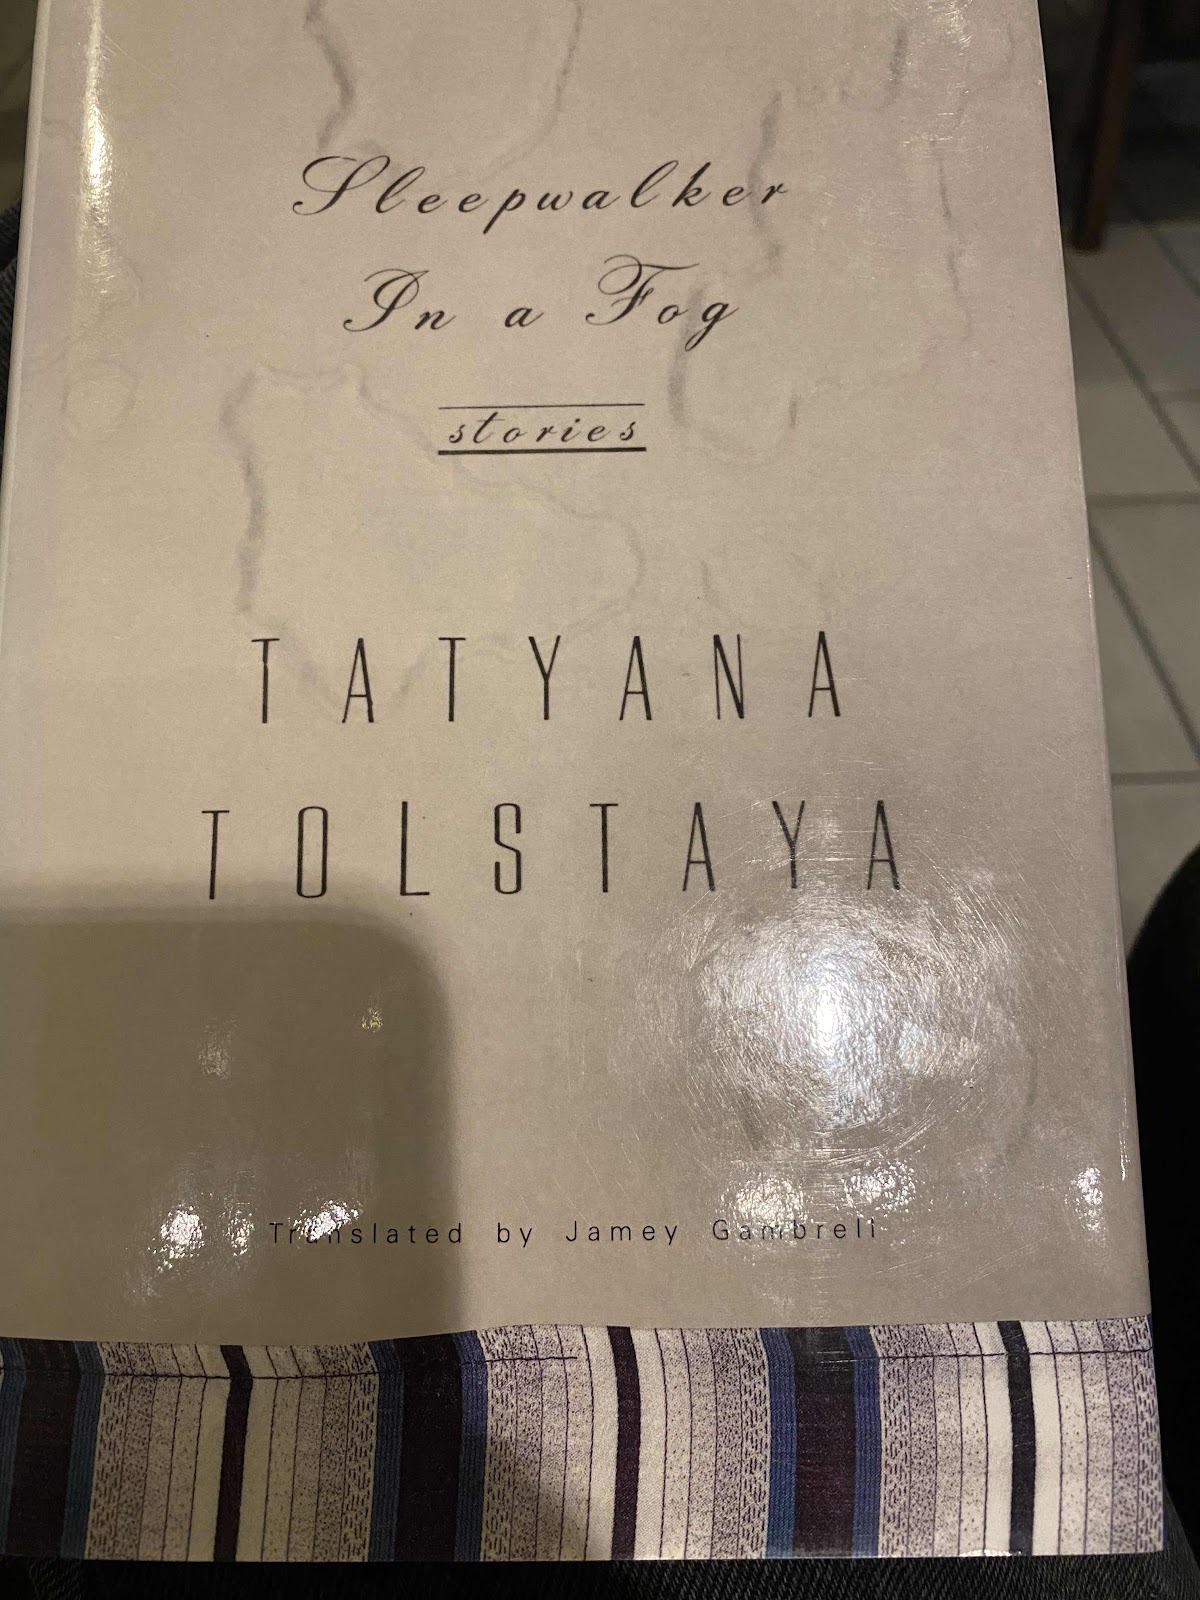 Sleepwalker
In a Fog
stories
TATYANA
TOLSTAYA
Translated by Jamey Gambrell